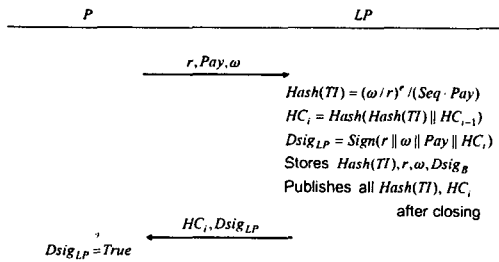 P LP
r, Pay, ω
Hash(TI) = (ω / r)^e / (Seq · Pay)
HC_i = Hash(Hash(TI) || HC_{i-1})
Dsig_LP = Sign(r || ω || Pay || HC_i)
Stores Hash(TI), r, ω, Dsig_B
Publishes all Hash(TI), HC_i
after closing
HC_i, Dsig_LP
Dsig_LP = True